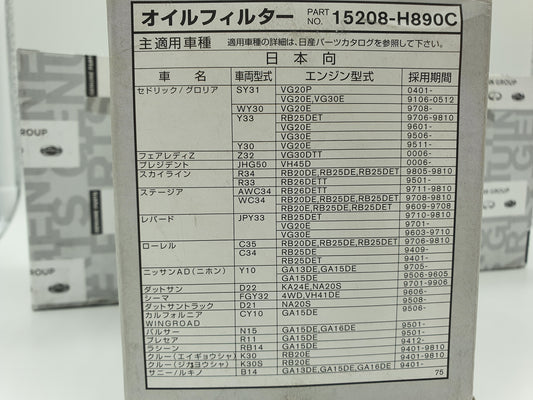 オイルフィルター PART NO. 15208-H890C
主適用車種 適用車種の詳細は、日産パーツカタログを参照して下さい。
日本向
車名 車両型式 エンジン型式 採用期間
セドリック/グロリア SY31 VG20P 0401-
VG20E,VG30E 9106-0512
WY30 VG20E 9708-
Y33 RB25DET 9706-9810
VG20E 9601-
VG30E 9506-
Y30 VG20E 9511-
フェアレディZ Z32 VG30DTT 0006-
プレジデント JHG50 VH45D 0006-
スカイライン R34 RB20DE,RB25DE,RB25DET 9805-9810
R33 RB26DETT 9501-
ステージア AWC34 RB26DETT 9711-9810
WC34 RB20DE,RB25DE,RB25DET 9708-9810
RB20E,RB25DE,RB25DET 9609-9708
レパード JPY33 RB25DET 9710-9810
VG20E 9701-
VG30E 9603-9710
ローレル C35 RB20DE,RB25DE,RB25DET 9706-9810
C34 RB25DE 9409-
RB25DET 9401-
ニッサンAD(ニホン) Y10 GA13DE,GA15DE 9705-
GA15DE 9506-9605
ダットサン D22 KA24E,NA20S 9701-9906
シーマ FGY32 4WD,VH41DE 9606-
ダットサントラック D21 NA20S 9508-
カルフォルニア CY10 GA15DE 9506-
WINGROAD
パルサー N15 GA15DE,GA16DE 9501-
プレセア R11 GA15DE 9501-
ラシーン RB14 GA15DE 9412-
クルー(エイギョウシャ) K30 RB20E 9401-9810
クルー(ジカヨウシャ) K30S RB20E 9401-9810
サニー/ルキノ B14 GA13DE,GA15DE,GA16DE 9401-
75
GROUP
GENUINE PARTS